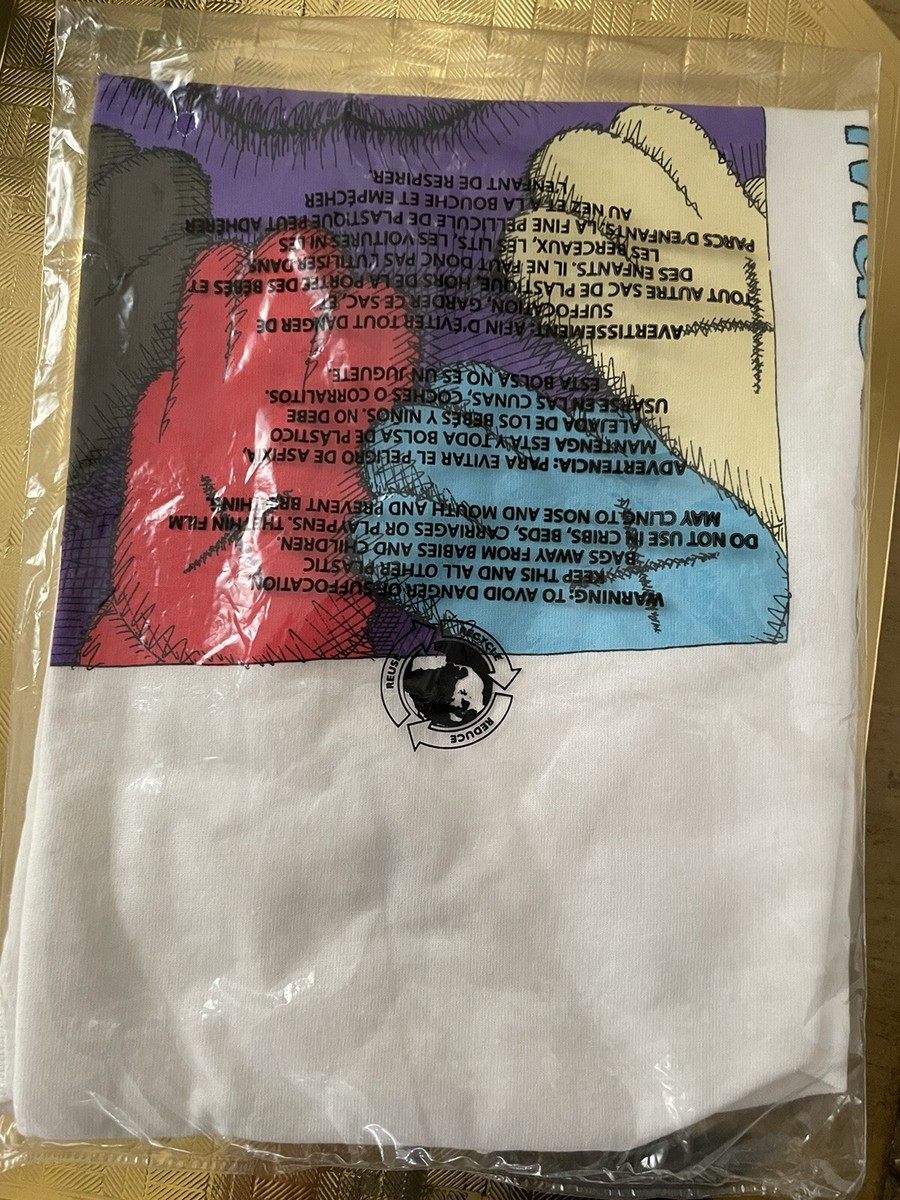 REUSE
REDUCE
RECYCLE
WARNING: TO AVOID DANGER OF SUFFOCATION,
KEEP THIS AND ALL OTHER PLASTIC
BAGS AWAY FROM BABIES AND CHILDREN.
DO NOT USE IN CRIBS, BEDS, CARRIAGES OR PLAYPENS. THE THIN FILM
MAY CLING TO NOSE AND MOUTH AND PREVENT BREATHING.
ADVERTENCIA: PARA EVITAR EL PELIGRO DE ASFIXIA,
MANTENGA ESTA Y TODA BOLSA DE PLASTICO
ALEJADA DE LOS BEBÉS Y NIÑOS. NO DEBE
USARSE EN LAS CUNAS, COCHES O CORRALITOS.
ESTA BOLSA NO ES UN JUGUETE.
AVERTISSEMENT: AFIN D'EVITER TOUT DANGER DE
SUFFOCATION, GARDER CE SAC, ET
TOUT AUTRE SAC DE PLASTIQUE, HORS DE LA PORTÉE DES BÉBÉS ET
DES ENFANTS. IL NE FAUT DONC PAS L'UTILISER DANS
LES BERCEAUX, LES LITS, LES VOITURES NI LES
PARCS D'ENFANTS, LA FINE PELLICULE DE PLASTIQUE PEUT ADHÉRER
AU NEZ ET À LA BOUCHE ET EMPÊCHER
L'ENFANT DE RESPIRER.